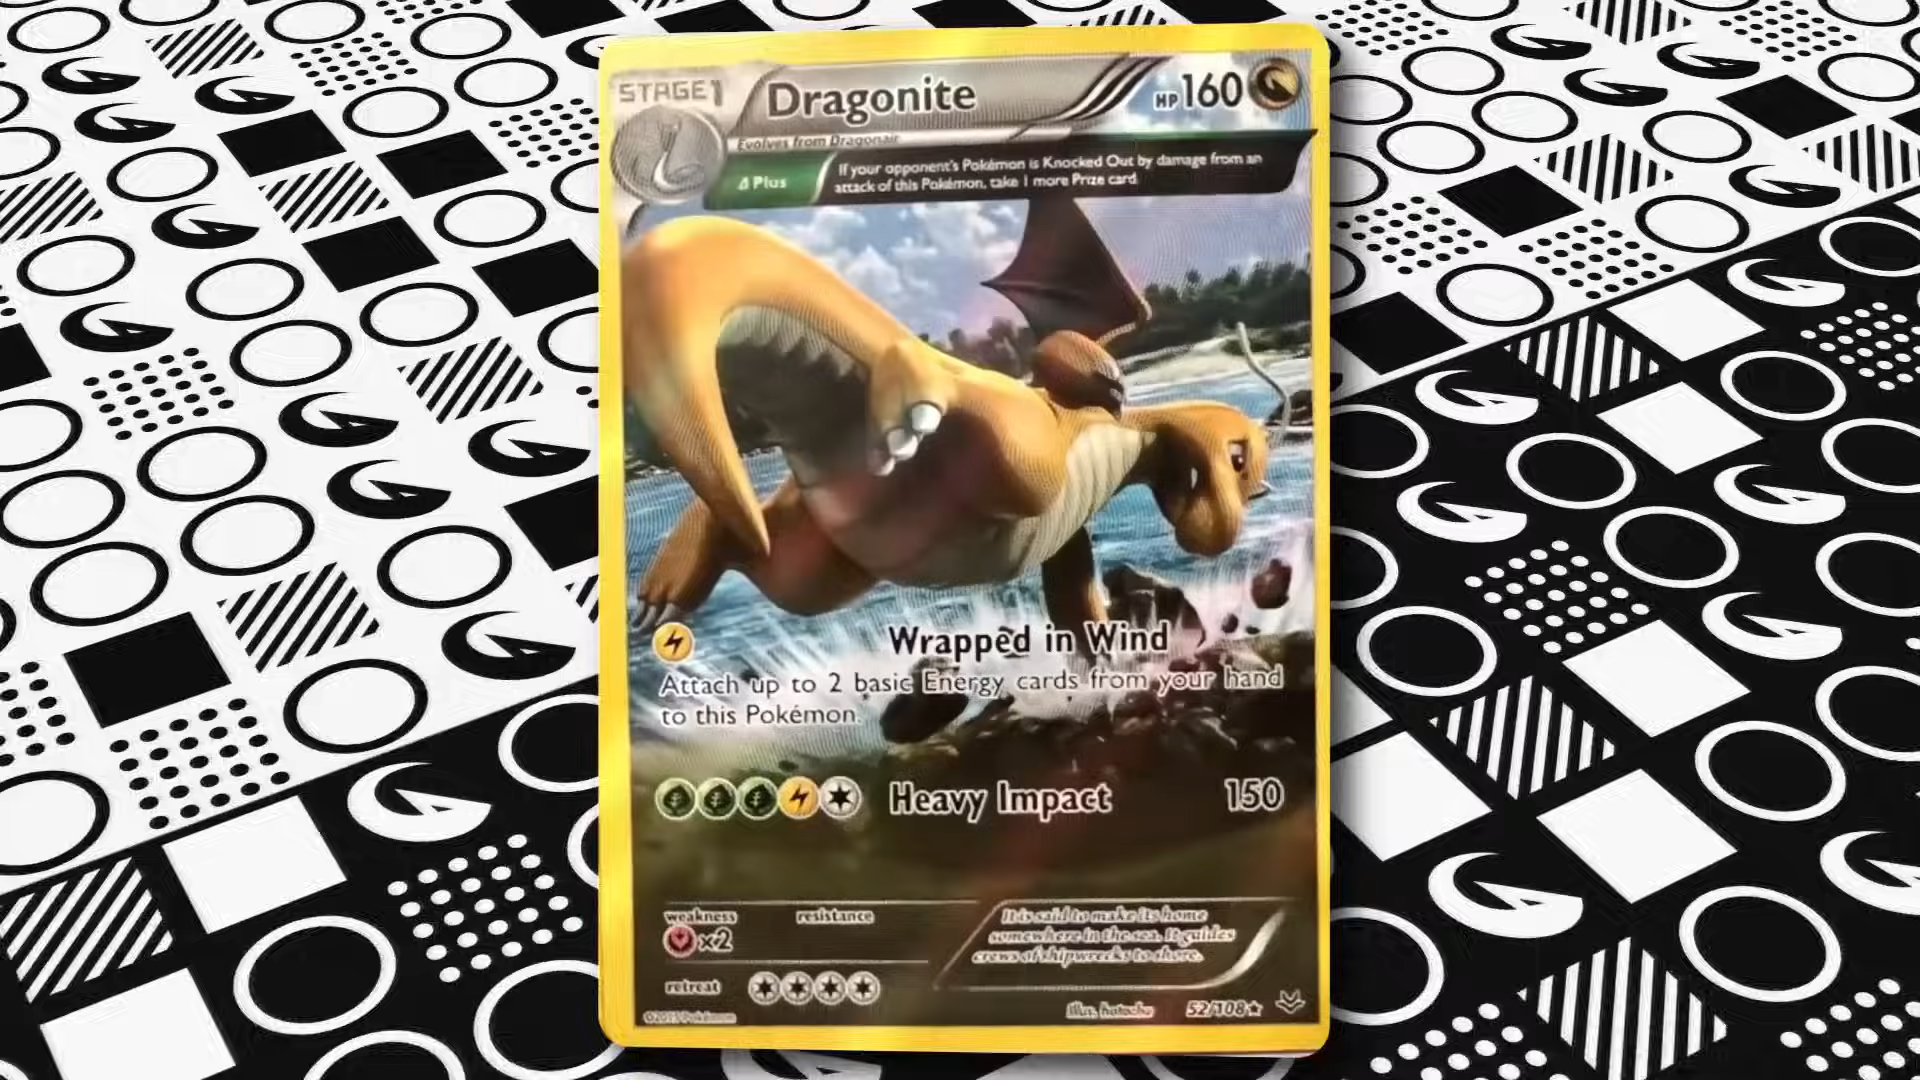 STAGE1 Dragonite HP160
Evolves from Dragonair
Δ Plus
If your opponent's Pokémon is Knocked Out by damage from an
attack of this Pokémon, take 1 more Prize card.
Wrapped in Wind
Attach up to 2 basic Energy cards from your hand
to this Pokémon.
Heavy Impact 150
weakness resistance
x2
retreat
It is said to make its home
somewhere in the sea. It guides
crews of shipwrecks to shore.
©2015 Pokémon
Illus. hatachu 52/108★